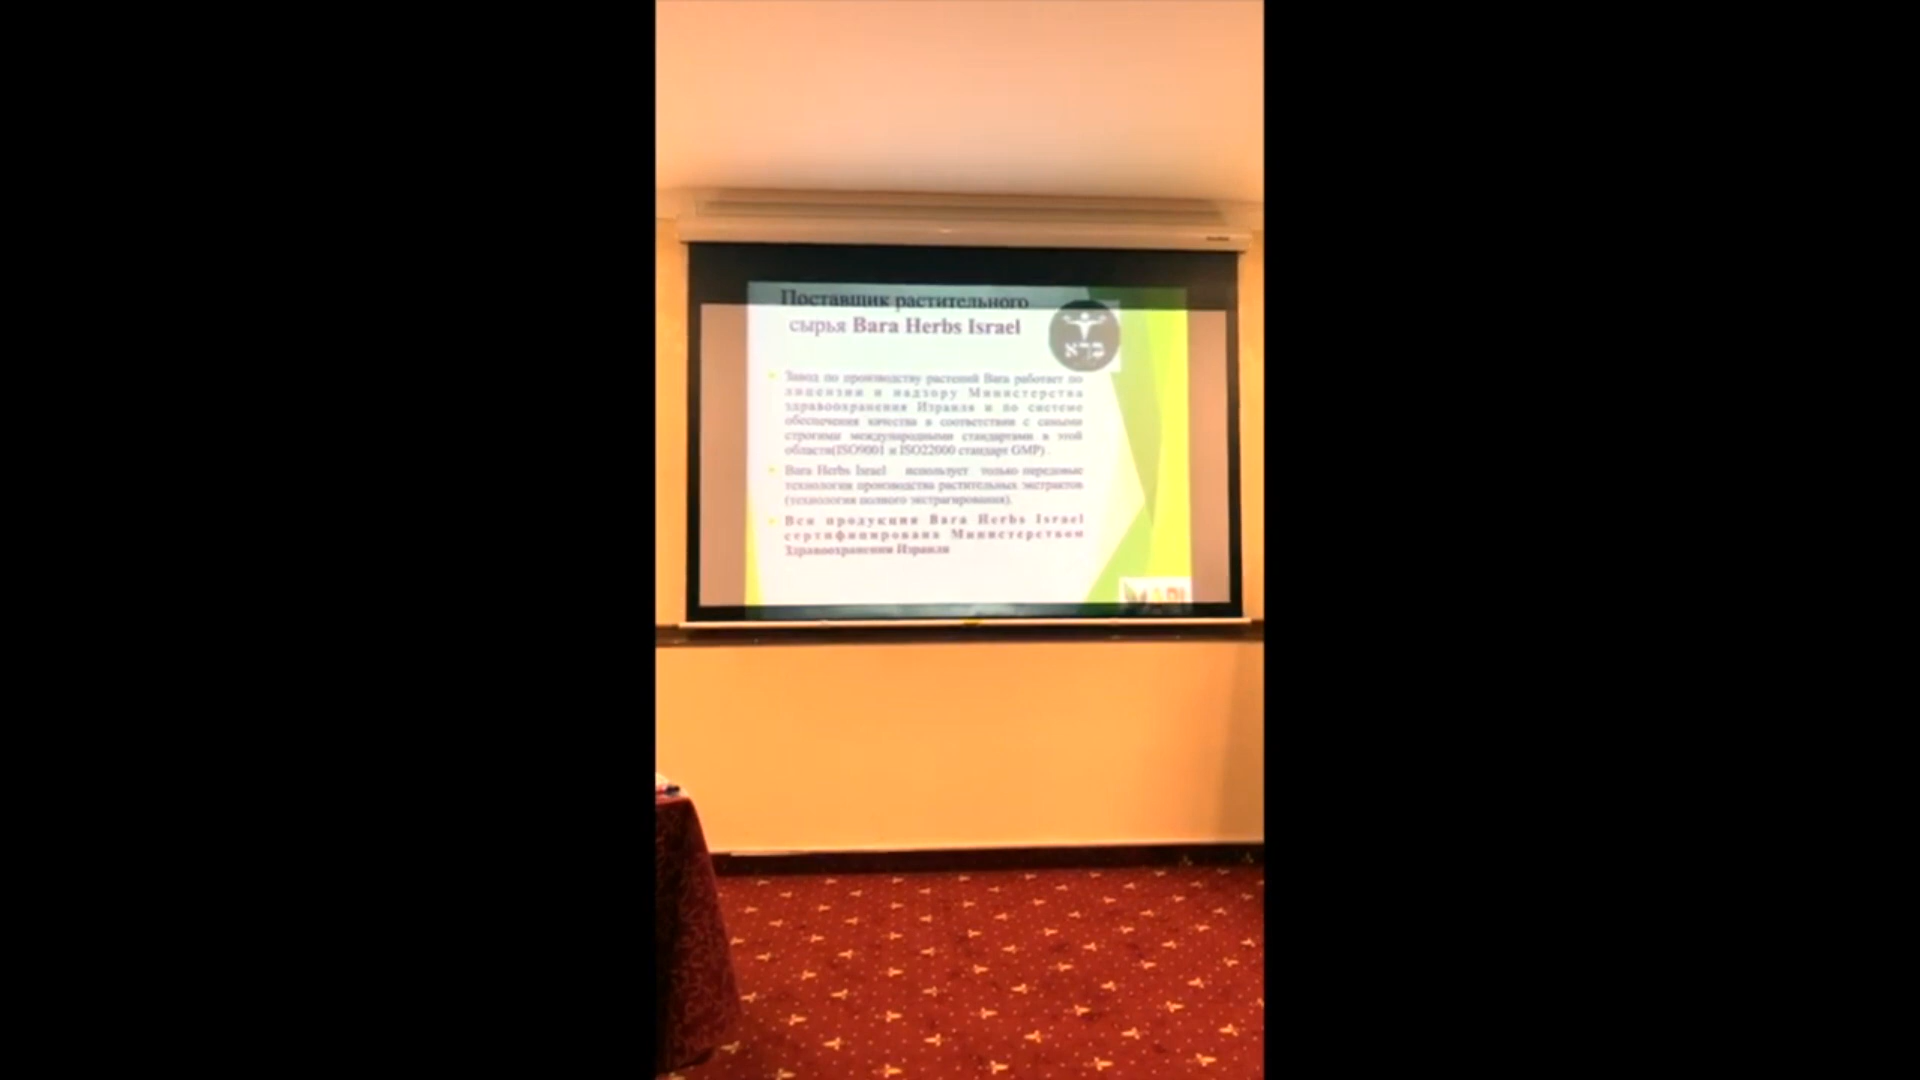 Поставщик растительного
сырья Bara Herbs Israel
ברא
Завод по производству растений Bara работает по
лицензии и надзору Министерства
здравоохранения Израиля и по системе
обеспечения качества в соответствии с самыми
строгими международными стандартами в этой
области(ISO9001 и ISO22000 стандарт GMP) .
Bara Herbs Israel использует только передовые
технологии производства растительных экстрактов
(технология полного экстрагирования).
Вся продукция Bara Herbs Israel
сертифицирована Министерством
Здравоохранения Израиля